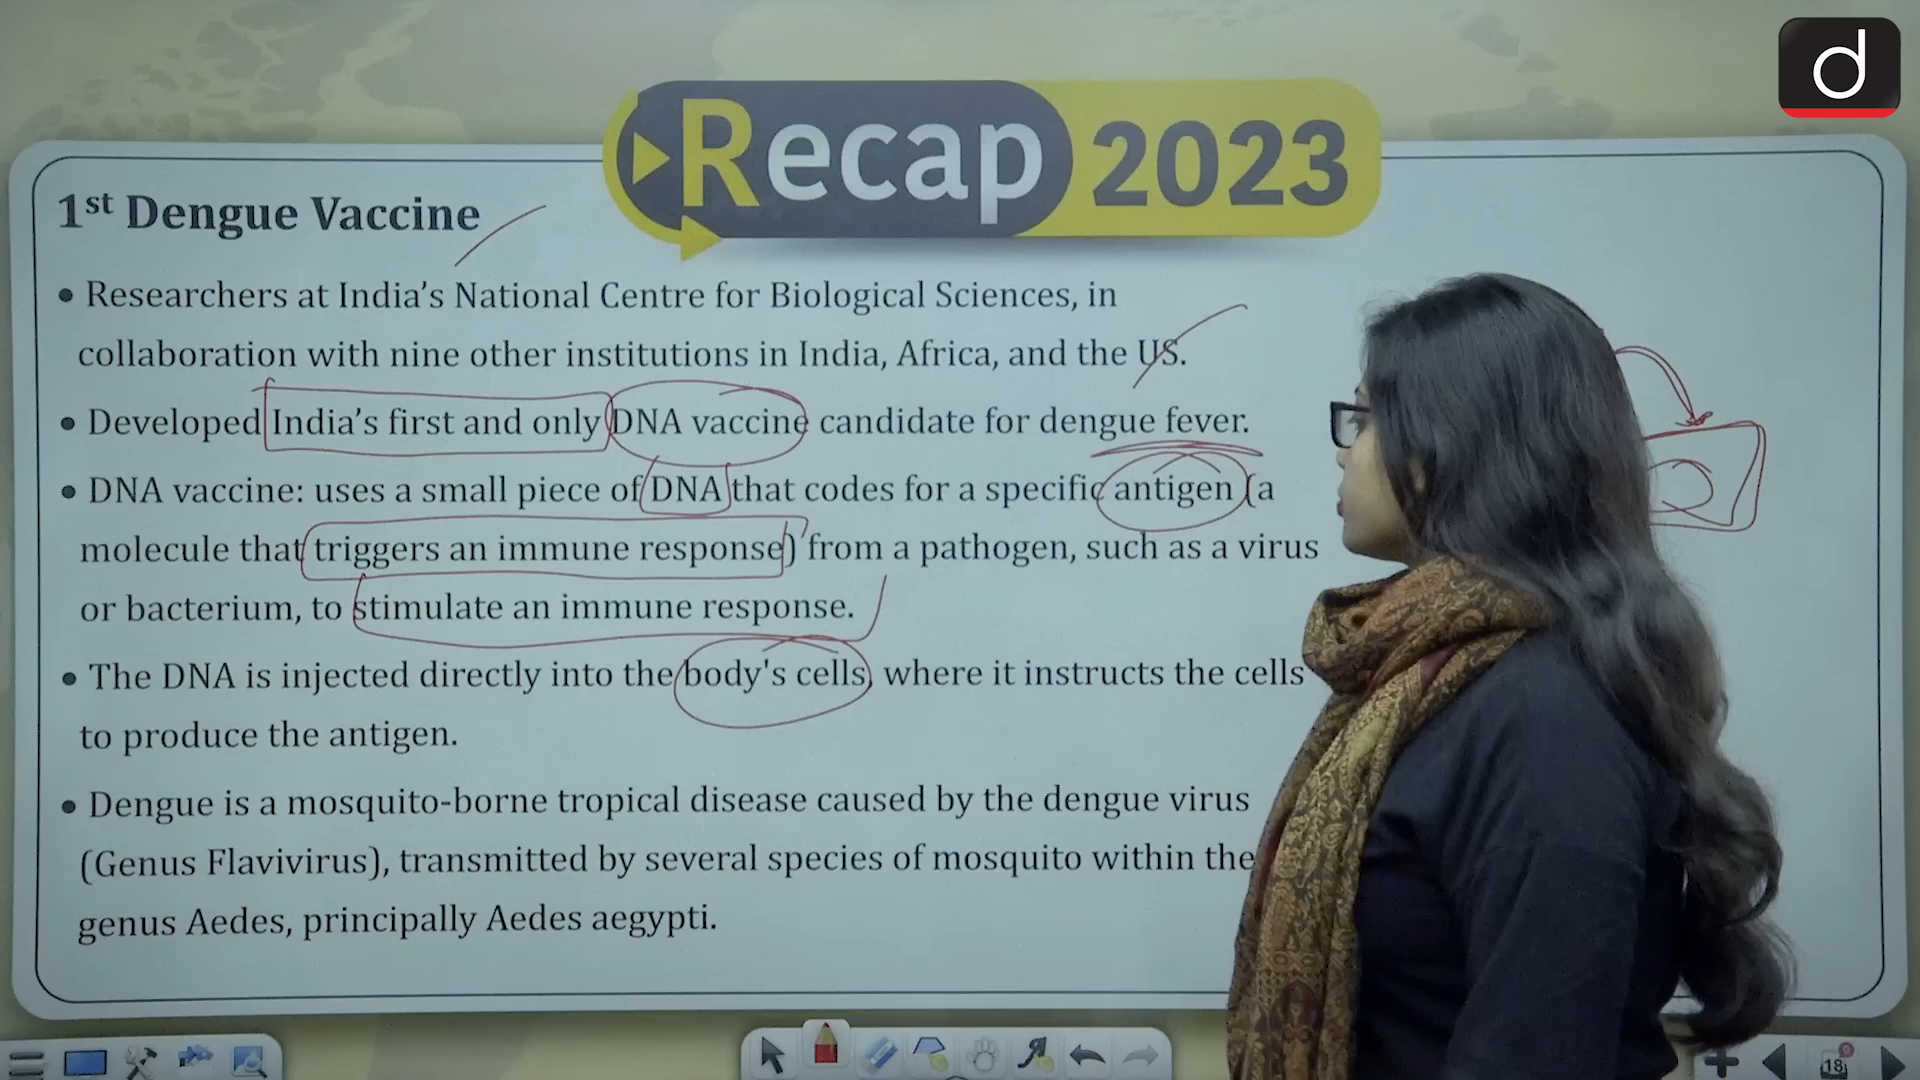 d
Recap 2023
1st Dengue Vaccine
• Researchers at India's National Centre for Biological Sciences, in
collaboration with nine other institutions in India, Africa, and the US.
• Developed India's first and only DNA vaccine candidate for dengue fever.
• DNA vaccine: uses a small piece of DNA that codes for a specific antigen (a
molecule that triggers an immune response) from a pathogen, such as a virus
or bacterium, to stimulate an immune response.
• The DNA is injected directly into the body's cells, where it instructs the cells
to produce the antigen.
• Dengue is a mosquito-borne tropical disease caused by the dengue virus
(Genus Flavivirus), transmitted by several species of mosquito within the
genus Aedes, principally Aedes aegypti.
18